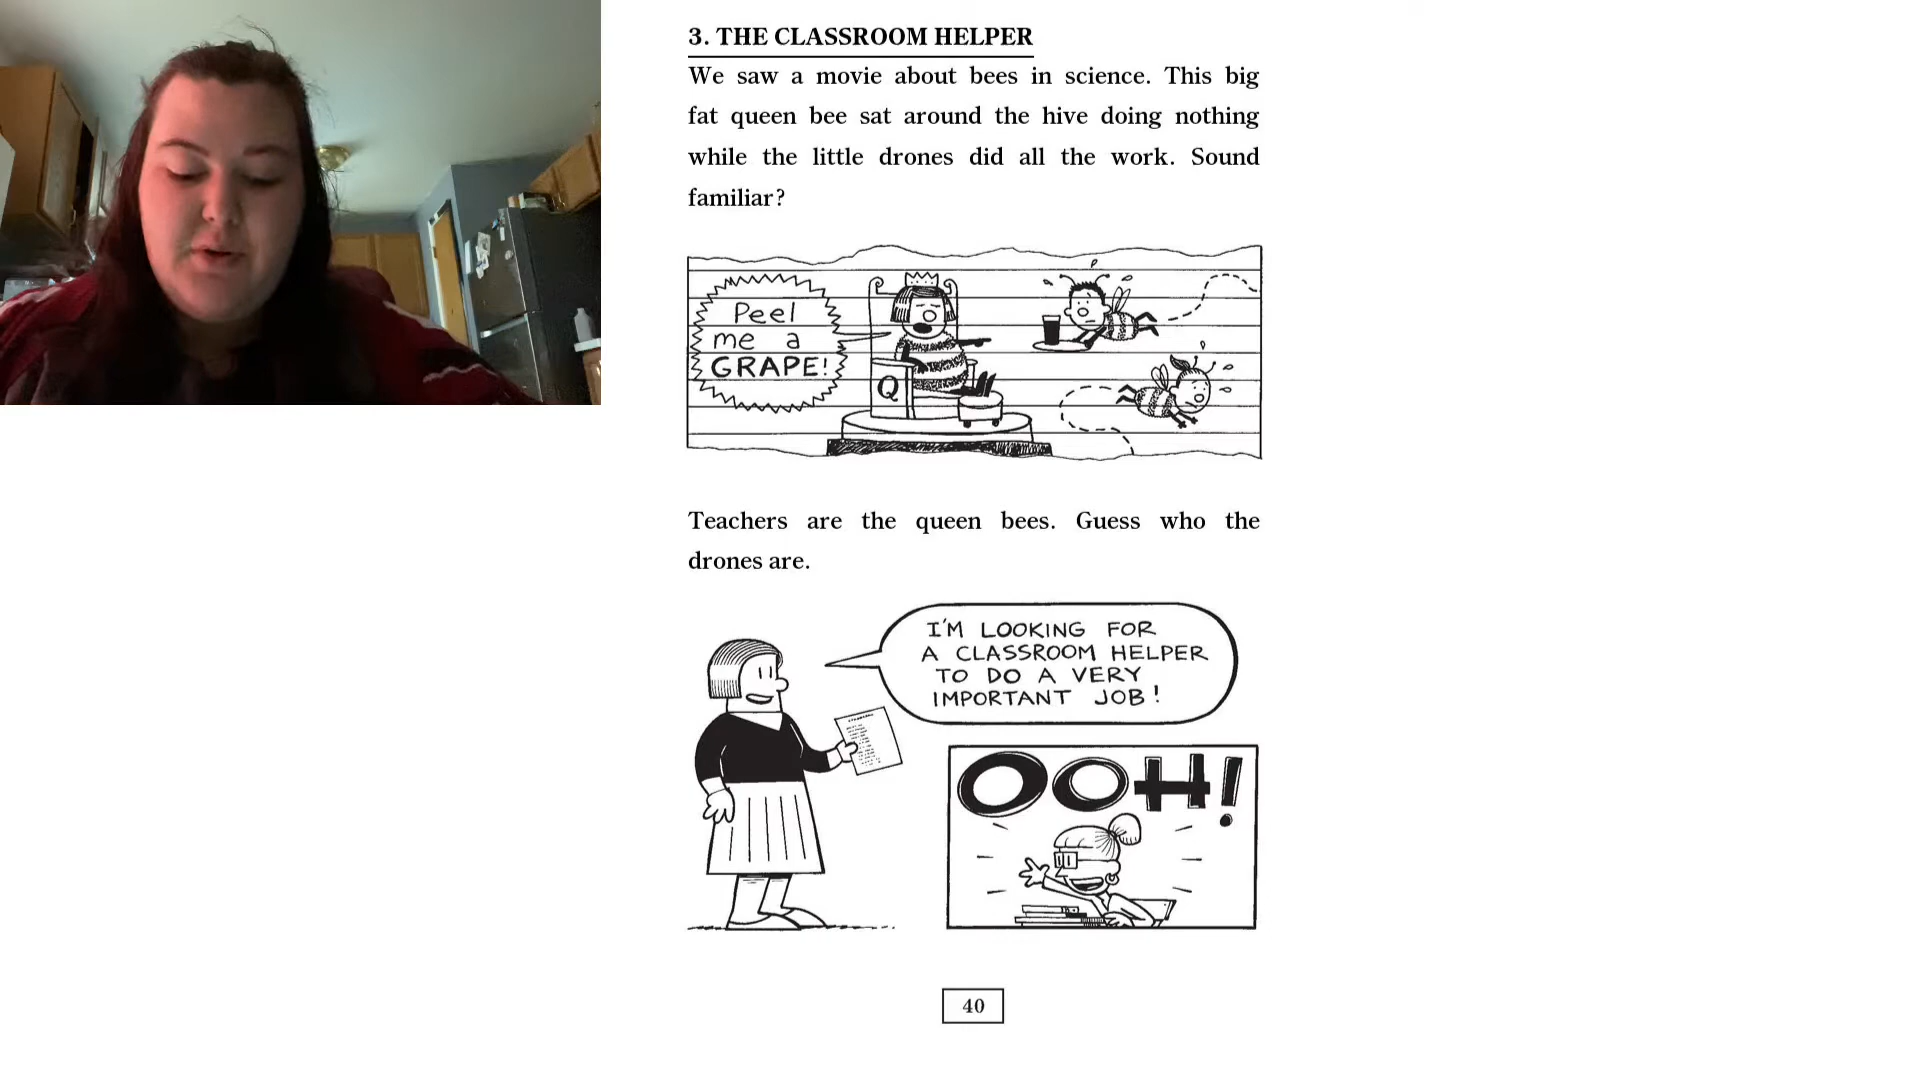 3. THE CLASSROOM HELPER
We saw a movie about bees in science. This big
fat queen bee sat around the hive doing nothing
while the little drones did all the work. Sound
familiar?
Peel
me a
GRAPE!
Q
Teachers are the queen bees. Guess who the
drones are.
I'M LOOKING FOR
A CLASSROOM HELPER
TO DO A VERY
IMPORTANT JOB!
OOH!
40